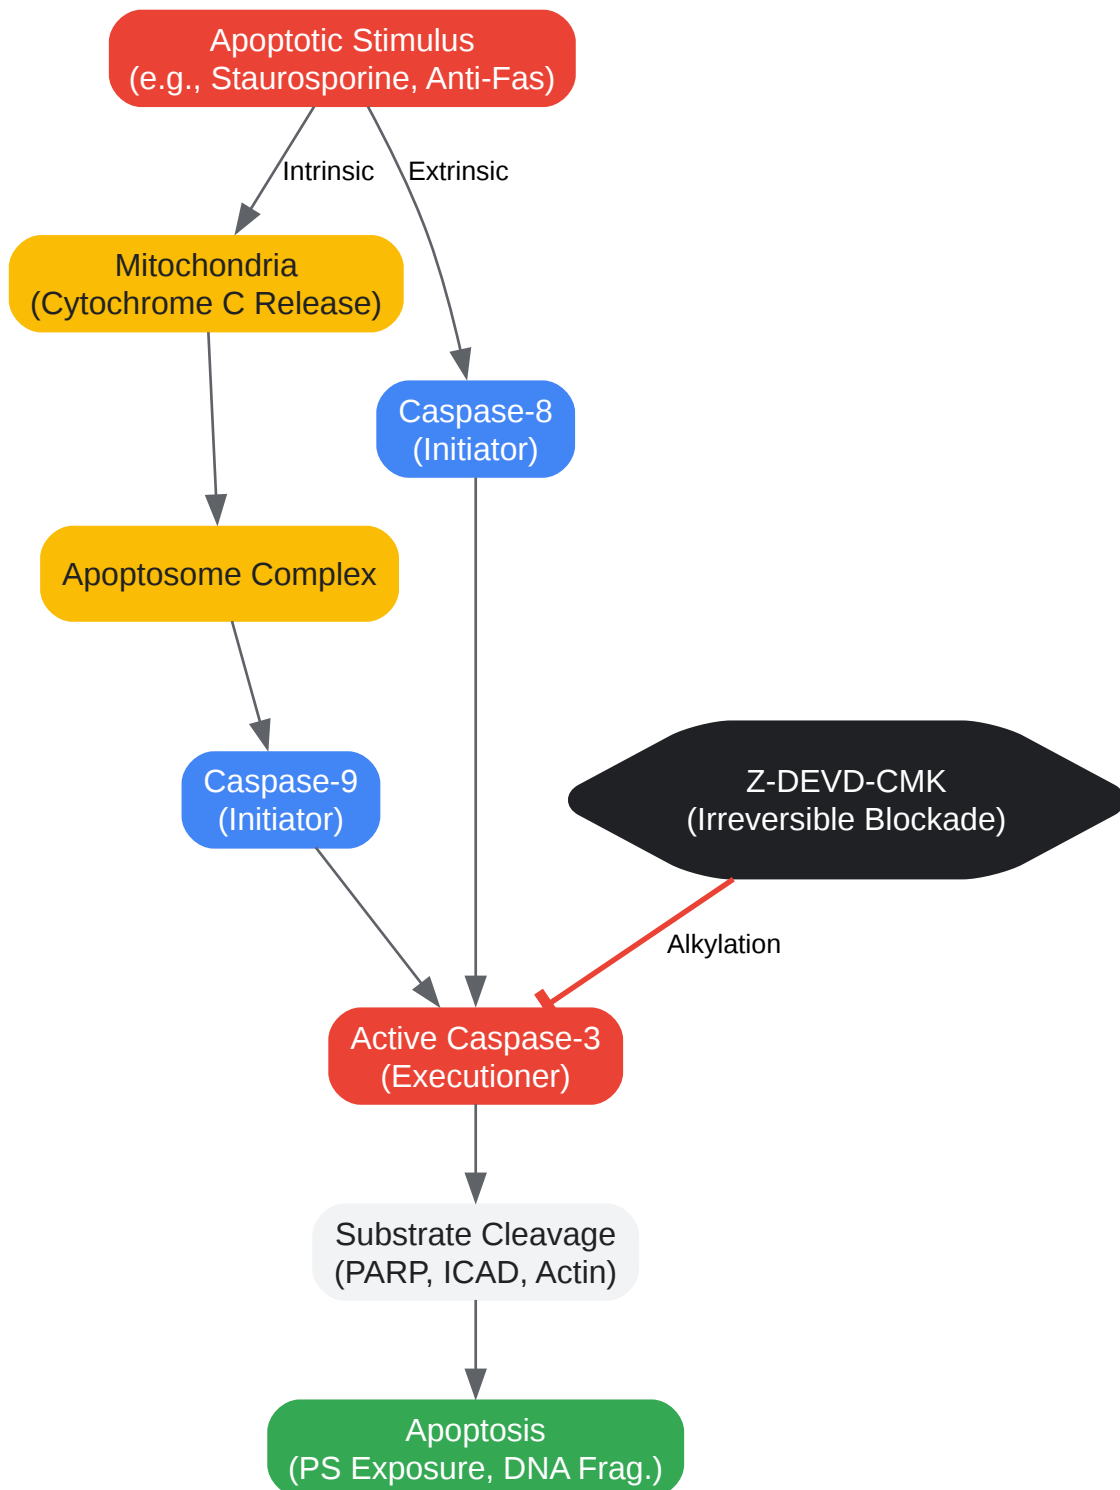 Apoptotic Stimulus
(e.g., Staurosporine, Anti-Fas)
Intrinsic
Extrinsic
Mitochondria
(Cytochrome C Release)
Caspase-8
(Initiator)
Apoptosome Complex
Caspase-9
(Initiator)
Z-DEVD-CMK
(Irreversible Blockade)
Alkylation
Active Caspase-3
(Executioner)
Substrate Cleavage
(PARP, ICAD, Actin)
Apoptosis
(PS Exposure, DNA Frag.)